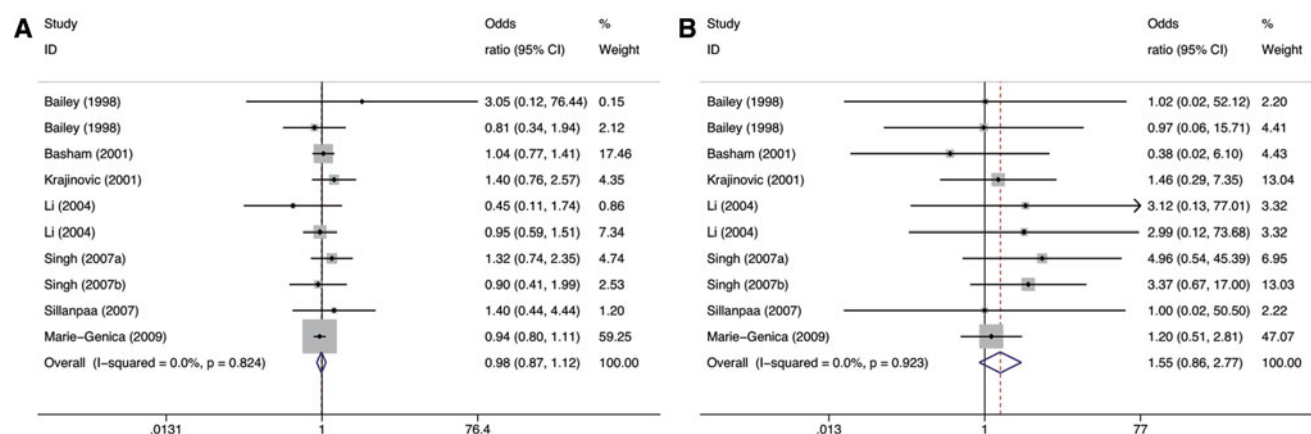 A
Study Odds %
ID ratio (95% CI) Weight
Bailey (1998) 3.05 (0.12, 76.44) 0.15
Bailey (1998) 0.81 (0.34, 1.94) 2.12
Basham (2001) 1.04 (0.77, 1.41) 17.46
Krajinovic (2001) 1.40 (0.76, 2.57) 4.35
Li (2004) 0.45 (0.11, 1.74) 0.86
Li (2004) 0.95 (0.59, 1.51) 7.34
Singh (2007a) 1.32 (0.74, 2.35) 4.74
Singh (2007b) 0.90 (0.41, 1.99) 2.53
Sillanpaa (2007) 1.40 (0.44, 4.44) 1.20
Marie−Genica (2009) 0.94 (0.80, 1.11) 59.25
Overall (I−squared = 0.0%, p = 0.824) 0.98 (0.87, 1.12) 100.00
.0131 1 76.4
B
Study Odds %
ID ratio (95% CI) Weight
Bailey (1998) 1.02 (0.02, 52.12) 2.20
Bailey (1998) 0.97 (0.06, 15.71) 4.41
Basham (2001) 0.38 (0.02, 6.10) 4.43
Krajinovic (2001) 1.46 (0.29, 7.35) 13.04
Li (2004) 3.12 (0.13, 77.01) 3.32
Li (2004) 2.99 (0.12, 73.68) 3.32
Singh (2007a) 4.96 (0.54, 45.39) 6.95
Singh (2007b) 3.37 (0.67, 17.00) 13.03
Sillanpaa (2007) 1.00 (0.02, 50.50) 2.22
Marie−Genica (2009) 1.20 (0.51, 2.81) 47.07
Overall (I−squared = 0.0%, p = 0.923) 1.55 (0.86, 2.77) 100.00
.013 1 77